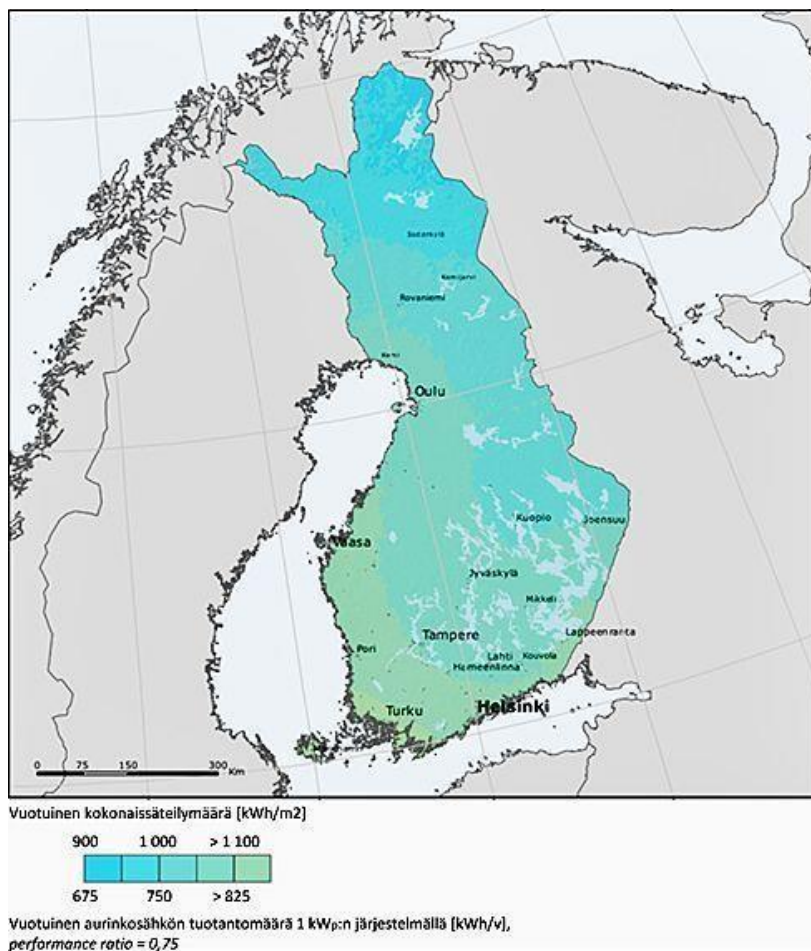 Sodankylä
Kemijärvi
Rovaniemi
Kemi
Oulu
Kuopio
Joensuu
Vaasa
Jyväskylä
Mikkeli
Tampere
Lappeenranta
Pori
Lahti
Kouvola
Hämeenlinna
Turku
Helsinki
0 75 150 300 Km
Vuotuinen kokonaissäteilymäärä [kWh/m2]
900 1 000 > 1 100
675 750 > 825
Vuotuinen aurinkosähkön tuotantomäärä 1 kWp:n järjestelmällä [kWh/v],
performance ratio = 0,75